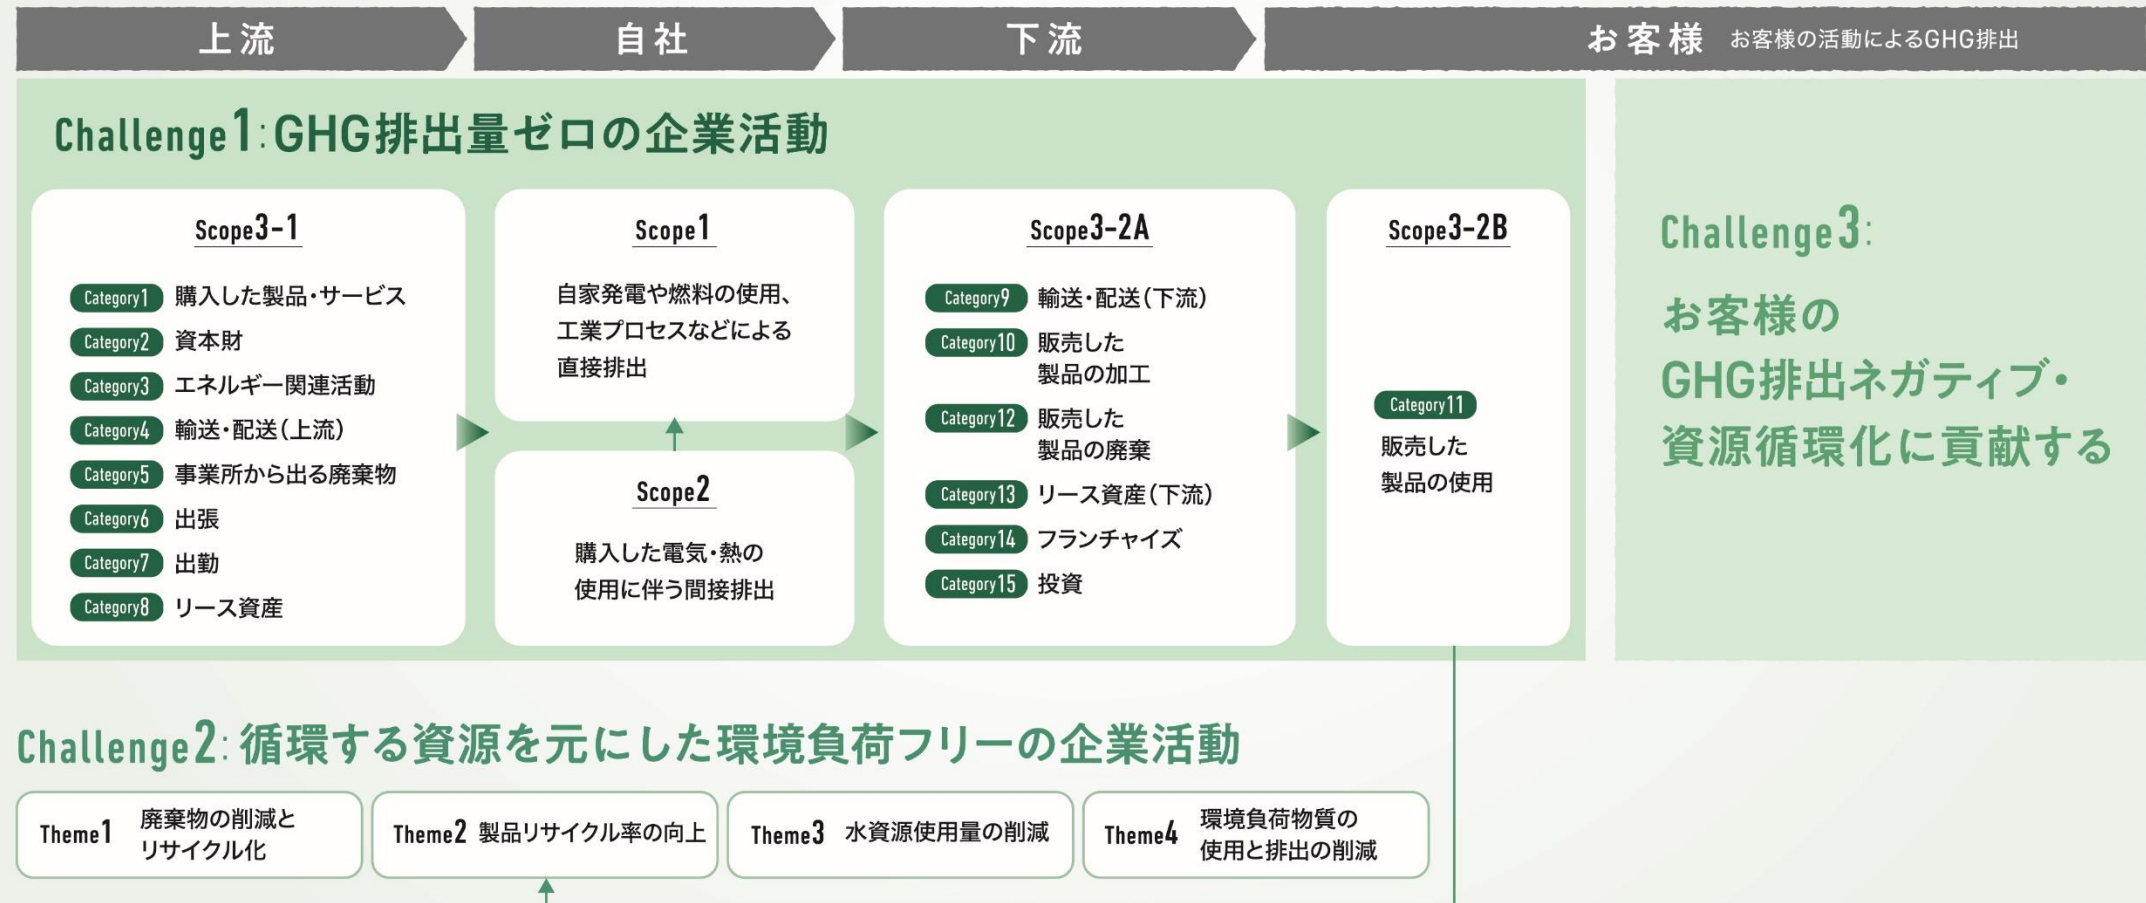 上流
自社
下流
お客様 お客様の活動によるGHG排出
Challenge1:GHG排出量ゼロの企業活動
Scope3-1
Category1 購入した製品・サービス
Category2 資本財
Category3 エネルギー関連活動
Category4 輸送・配送(上流)
Category5 事業所から出る廃棄物
Category6 出張
Category7 出勤
Category8 リース資産
Scope1
自家発電や燃料の使用、
工業プロセスなどによる
直接排出
Scope2
購入した電気・熱の
使用に伴う間接排出
Scope3-2A
Category9 輸送・配送(下流)
Category10 販売した
製品の加工
Category12 販売した
製品の廃棄
Category13 リース資産(下流)
Category14 フランチャイズ
Category15 投資
Scope3-2B
Category11
販売した
製品の使用
Challenge3:
お客様の
GHG排出ネガティブ・
資源循環化に貢献する
Challenge2:循環する資源を元にした環境負荷フリーの企業活動
Theme1 廃棄物の削減と
リサイクル化
Theme2 製品リサイクル率の向上
Theme3 水資源使用量の削減
Theme4 環境負荷物質の
使用と排出の削減